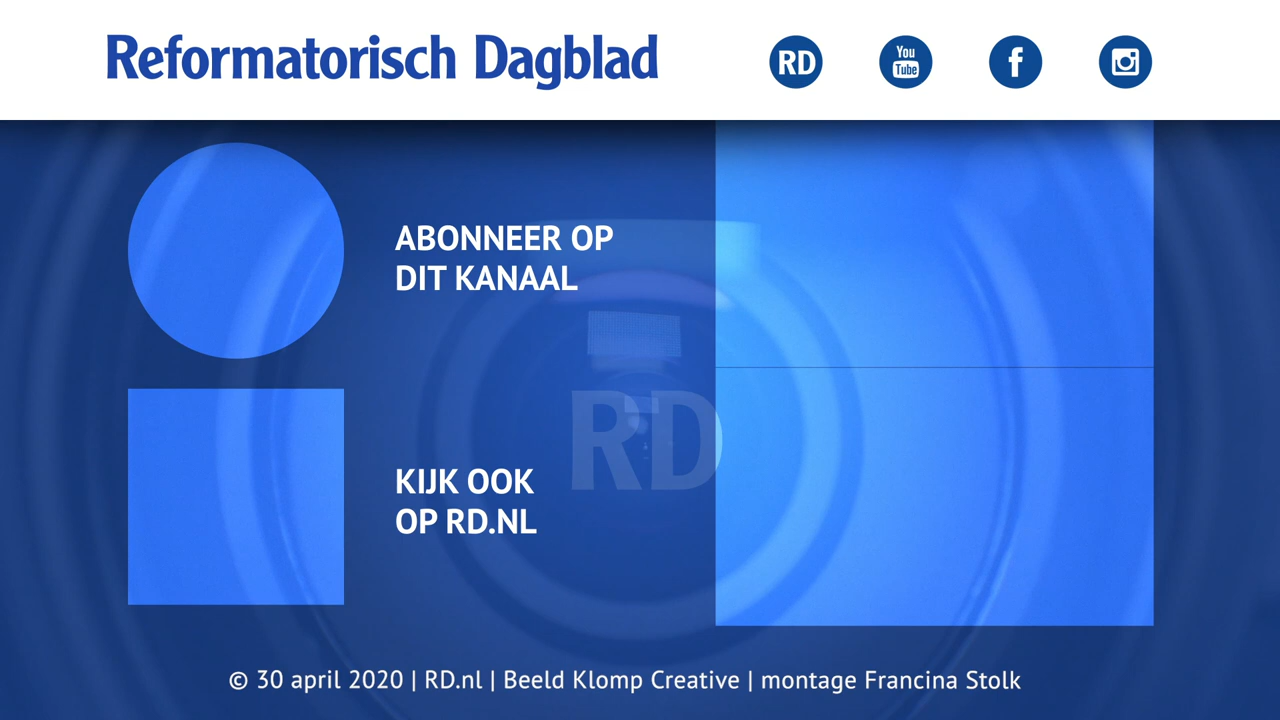 Reformatorisch Dagblad
RD
You
Tube
f
ABONNEER OP
DIT KANAAL
RD
KIJK OOK
OP RD.NL
© 30 april 2020 | RD.nl | Beeld Klomp Creative | montage Francina Stolk